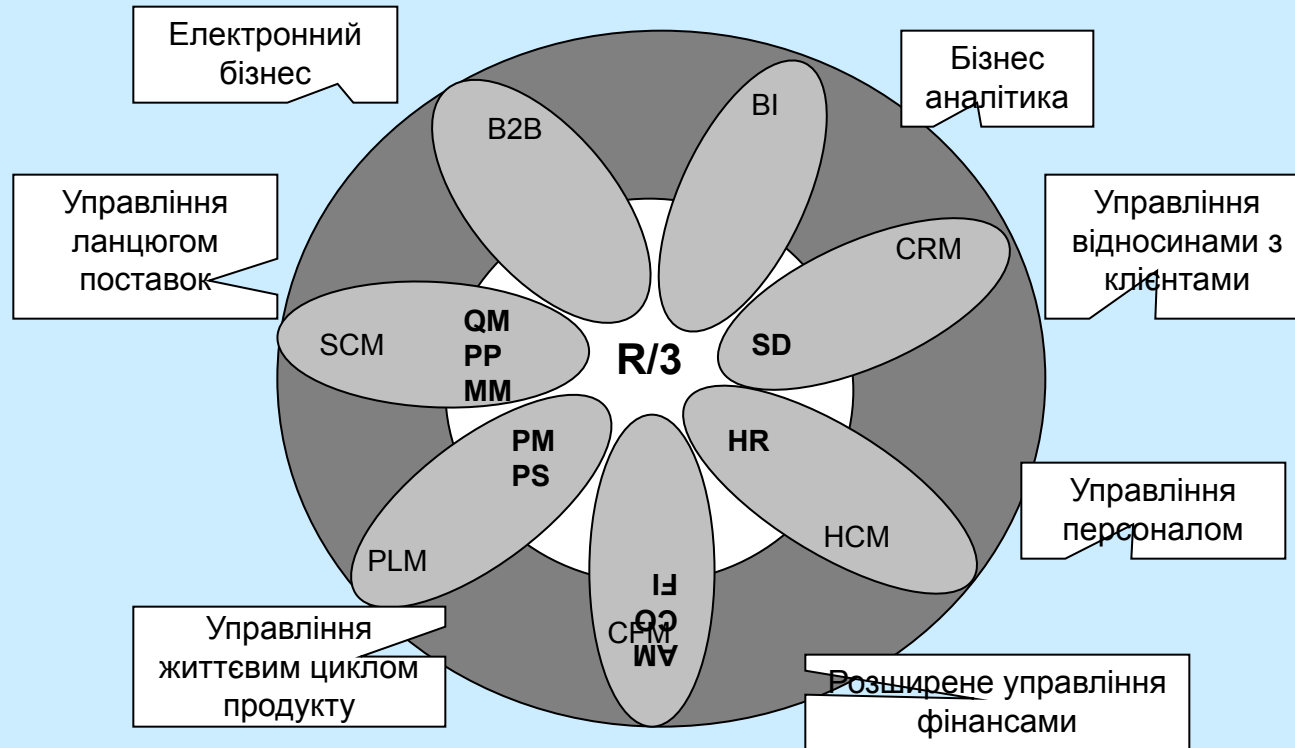 Електронний
бізнес
Бізнес
аналітика
B2B
BI
Управління
ланцюгом
поставок
Управління
відносинами з
клієнтами
CRM
SCM
QM
PP
MM
R/3
SD
PM
PS
HR
PLM
HCM
FI
CO
AM
CFM
Управління
персоналом
Управління
життєвим циклом
продукту
Розширене управління
фінансами